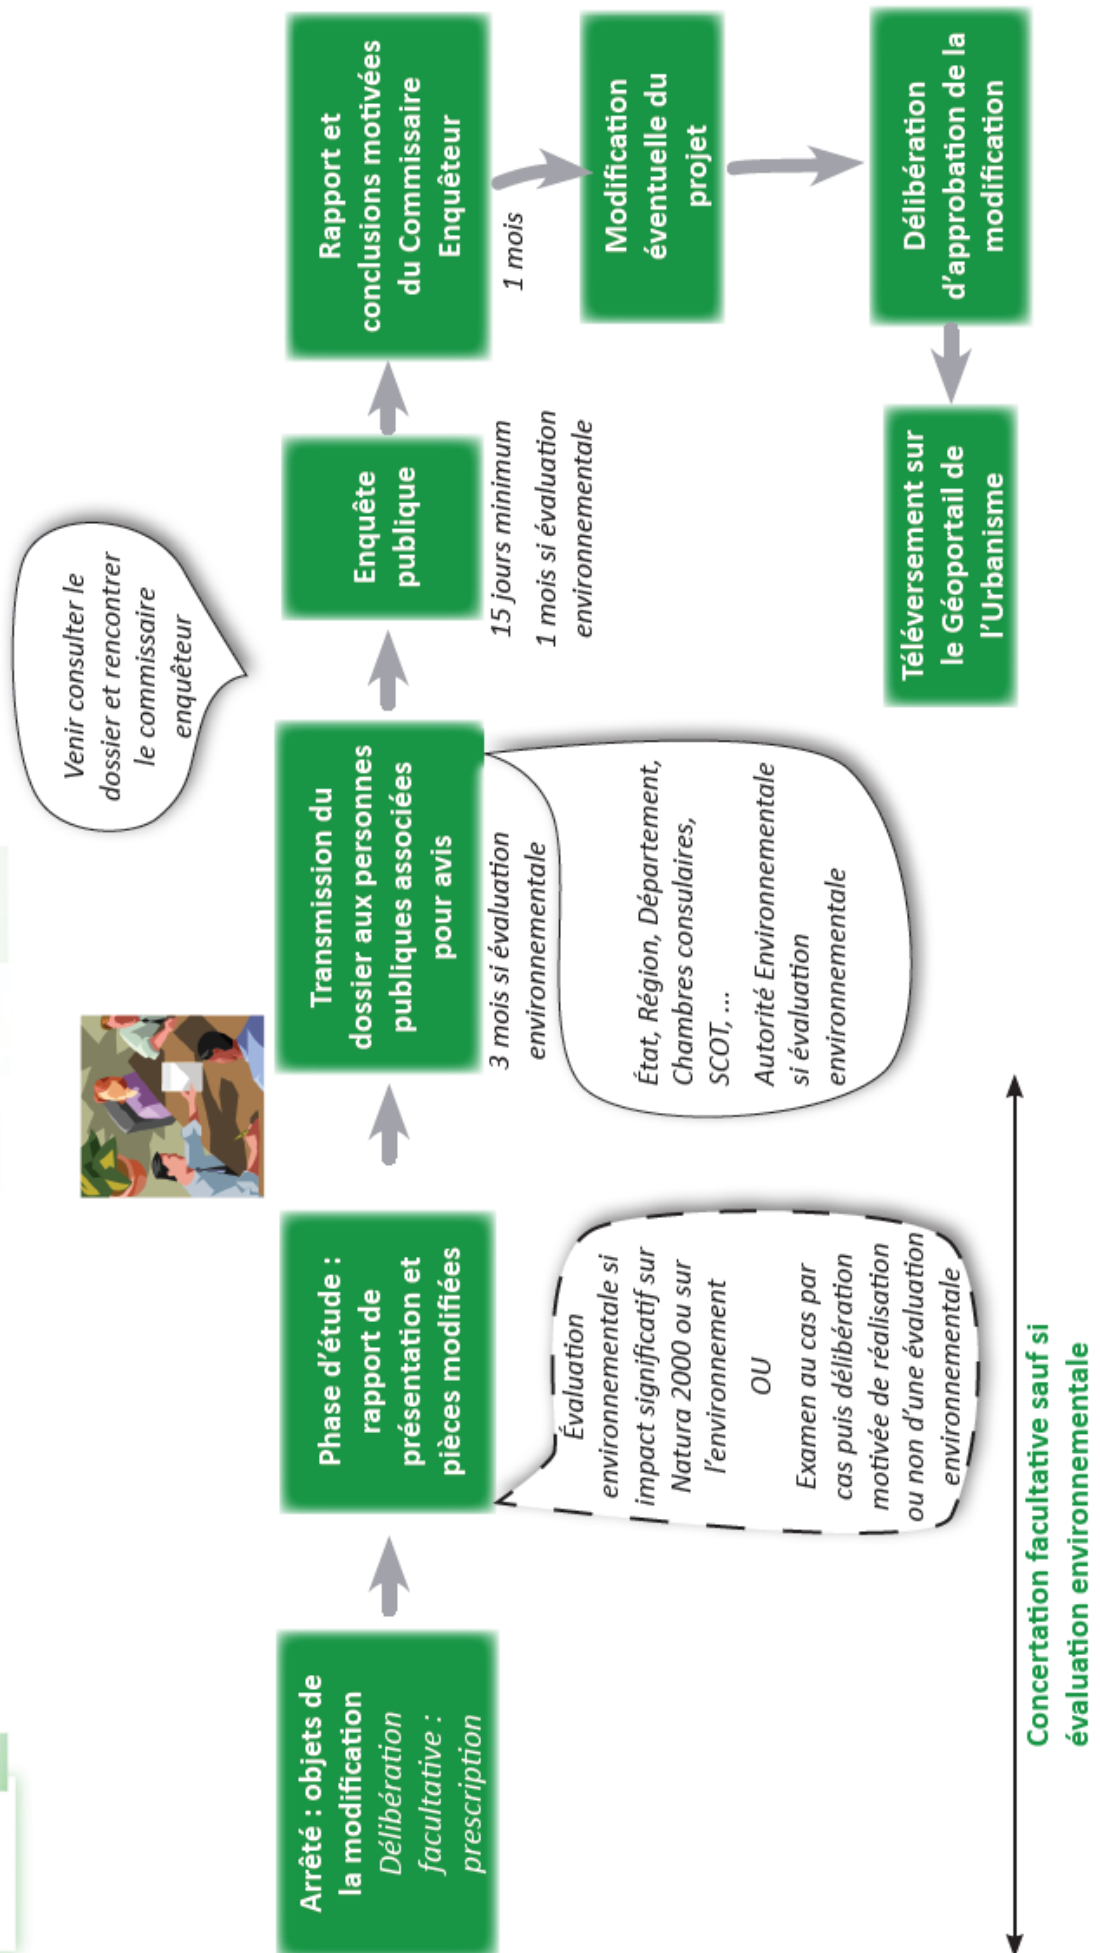 Arrêté : objets de
la modification
Délibération
facultative :
prescription
Phase d'étude :
rapport de
présentation et
pièces modifiées
Évaluation
environnementale si
impact significatif sur
Natura 2000 ou sur
l'environnement
OU
Examen au cas par
cas puis délibération
motivée de réalisation
ou non d'une évaluation
environnementale
Concertation facultative sauf si
évaluation environnementale
Transmission du
dossier aux personnes
publiques associées
pour avis
3 mois si évaluation
environnementale
État, Région, Département,
Chambres consulaires,
SCOT, ...
Autorité Environnementale
si évaluation
environnementale
Venir consulter le
dossier et rencontrer
le commissaire
enquêteur
Enquête
publique
15 jours minimum
1 mois si évaluation
environnementale
Rapport et
conclusions motivées
du Commissaire
Enquêteur
1 mois
Modification
éventuelle du
projet
Délibération
d'approbation de la
modification
Téléversement sur
le Géoportail de
l'Urbanisme